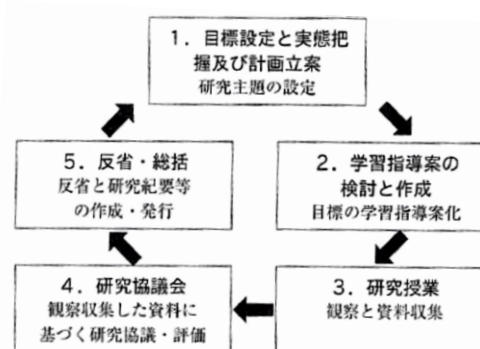 1．目標設定と実態把
握及び計画立案
研究主題の設定
2．学習指導案の
検討と作成
目標の学習指導案化
3．研究授業
観察と資料収集
4．研究協議会
観察収集した資料に
基づく研究協議・評価
5．反省・総括
反省と研究紀要等
の作成・発行